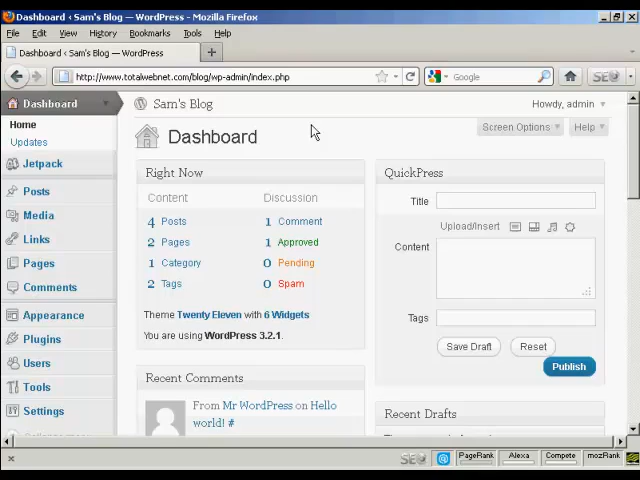 Dashboard ‹ Sam's Blog — WordPress - Mozilla Firefox
File Edit View History Bookmarks Tools Help
Dashboard ‹ Sam's Blog — WordPress
http://www.totalwebnet.com/blog/wp-admin/index.php
Google
SEO
Dashboard
Home
Updates
Jetpack
Posts
Media
Links
Pages
Comments
Appearance
Plugins
Users
Tools
Settings
Sam's Blog
Howdy, admin
Screen Options
Help
Dashboard
Right Now
Content
Discussion
4 Posts
1 Comment
2 Pages
1 Approved
1 Category
0 Pending
2 Tags
0 Spam
Theme Twenty Eleven with 6 Widgets
You are using WordPress 3.2.1.
Recent Comments
From Mr WordPress on Hello
world! #
QuickPress
Title
Upload/Insert
Content
Tags
Save Draft
Reset
Publish
Recent Drafts
SEO
PageRank
Alexa
Compete
mozRank